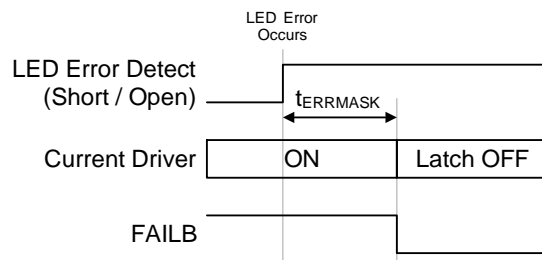 LED Error
Occurs
LED Error Detect
(Short / Open)
tERRMASK
Current Driver
ON
Latch OFF
FAILB